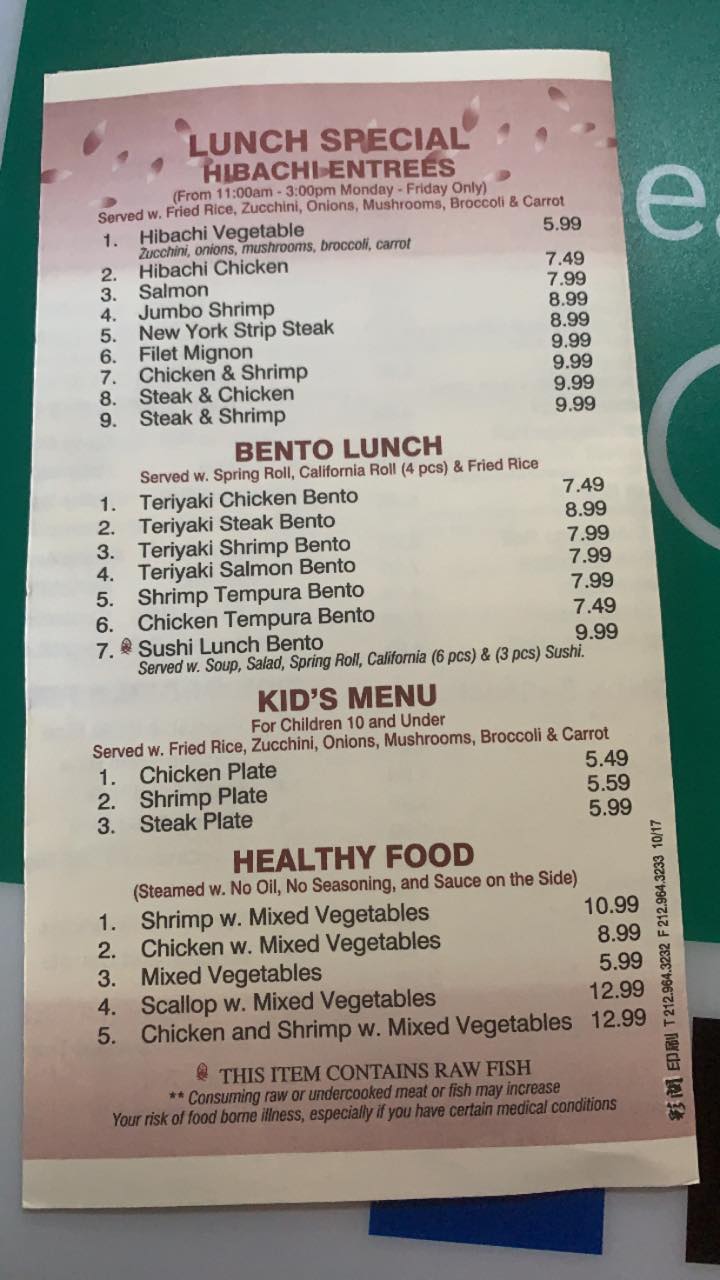 LUNCH SPECIAL
HIBACHI ENTREES
(From 11:00am - 3:00pm Monday - Friday Only)
Served w. Fried Rice, Zucchini, Onions, Mushrooms, Broccoli & Carrot
1. Hibachi Vegetable 5.99
Zucchini, onions, mushrooms, broccoli, carrot
2. Hibachi Chicken 7.49
3. Salmon 7.99
4. Jumbo Shrimp 8.99
5. New York Strip Steak 8.99
6. Filet Mignon 9.99
7. Chicken & Shrimp 9.99
8. Steak & Chicken 9.99
9. Steak & Shrimp 9.99
BENTO LUNCH
Served w. Spring Roll, California Roll (4 pcs) & Fried Rice
1. Teriyaki Chicken Bento 7.49
2. Teriyaki Steak Bento 8.99
3. Teriyaki Shrimp Bento 7.99
4. Teriyaki Salmon Bento 7.99
5. Shrimp Tempura Bento 7.99
6. Chicken Tempura Bento 7.49
7. Sushi Lunch Bento 9.99
Served w. Soup, Salad, Spring Roll, California (6 pcs) & (3 pcs) Sushi.
KID'S MENU
For Children 10 and Under
Served w. Fried Rice, Zucchini, Onions, Mushrooms, Broccoli & Carrot
1. Chicken Plate 5.49
2. Shrimp Plate 5.59
3. Steak Plate 5.99
HEALTHY FOOD
(Steamed w. No Oil, No Seasoning, and Sauce on the Side)
1. Shrimp w. Mixed Vegetables 10.99
2. Chicken w. Mixed Vegetables 8.99
3. Mixed Vegetables 5.99
4. Scallop w. Mixed Vegetables 12.99
5. Chicken and Shrimp w. Mixed Vegetables 12.99
THIS ITEM CONTAINS RAW FISH
** Consuming raw or undercooked meat or fish may increase
Your risk of food borne illness, especially if you have certain medical conditions
印刷 T 212.964.3232 F 212.964.3233 10/17